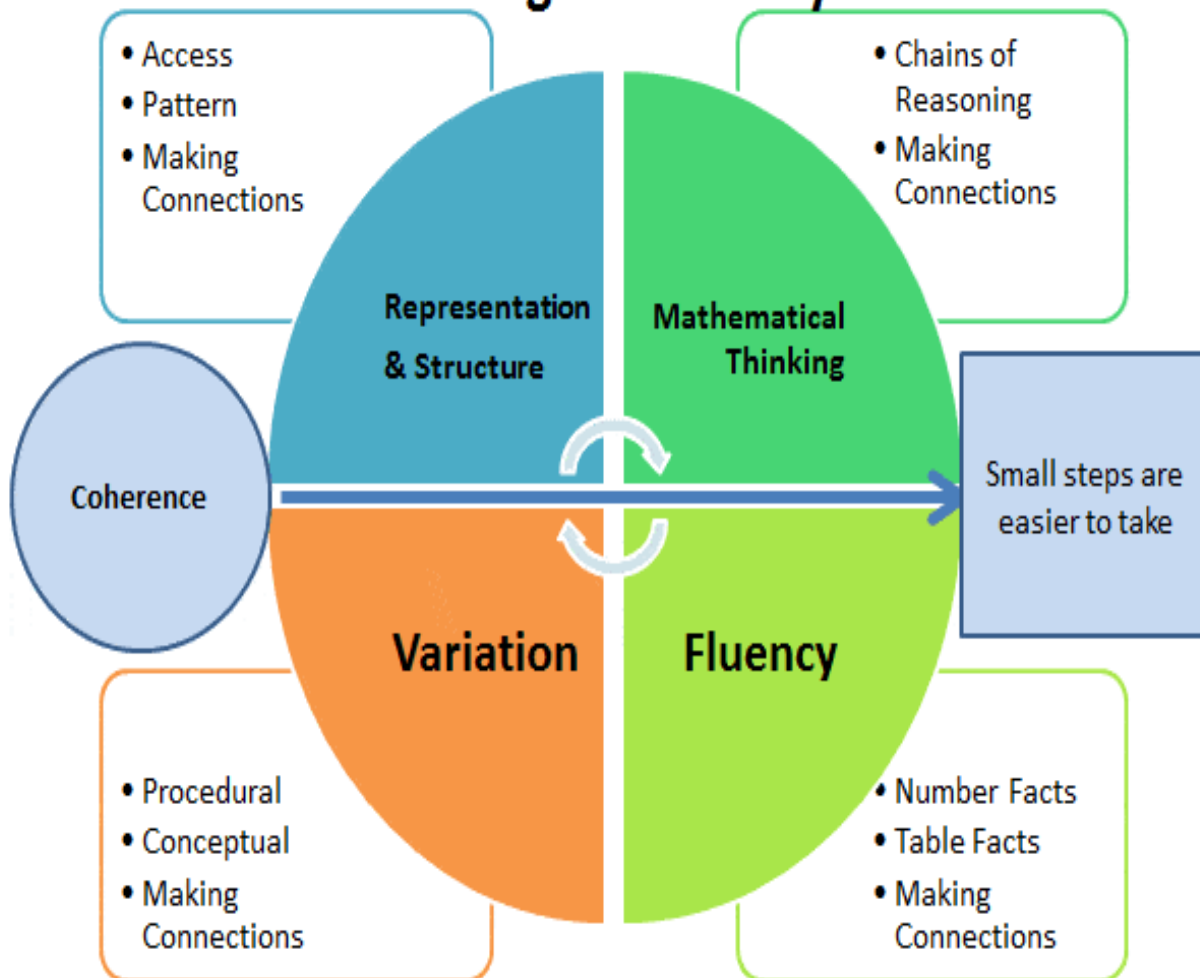 • Access
• Pattern
• Making
Connections
• Chains of
Reasoning
• Making
Connections
Representation
& Structure
Mathematical
Thinking
Coherence
Small steps are
easier to take
Variation
Fluency
• Procedural
• Conceptual
• Making
Connections
• Number Facts
• Table Facts
• Making
Connections